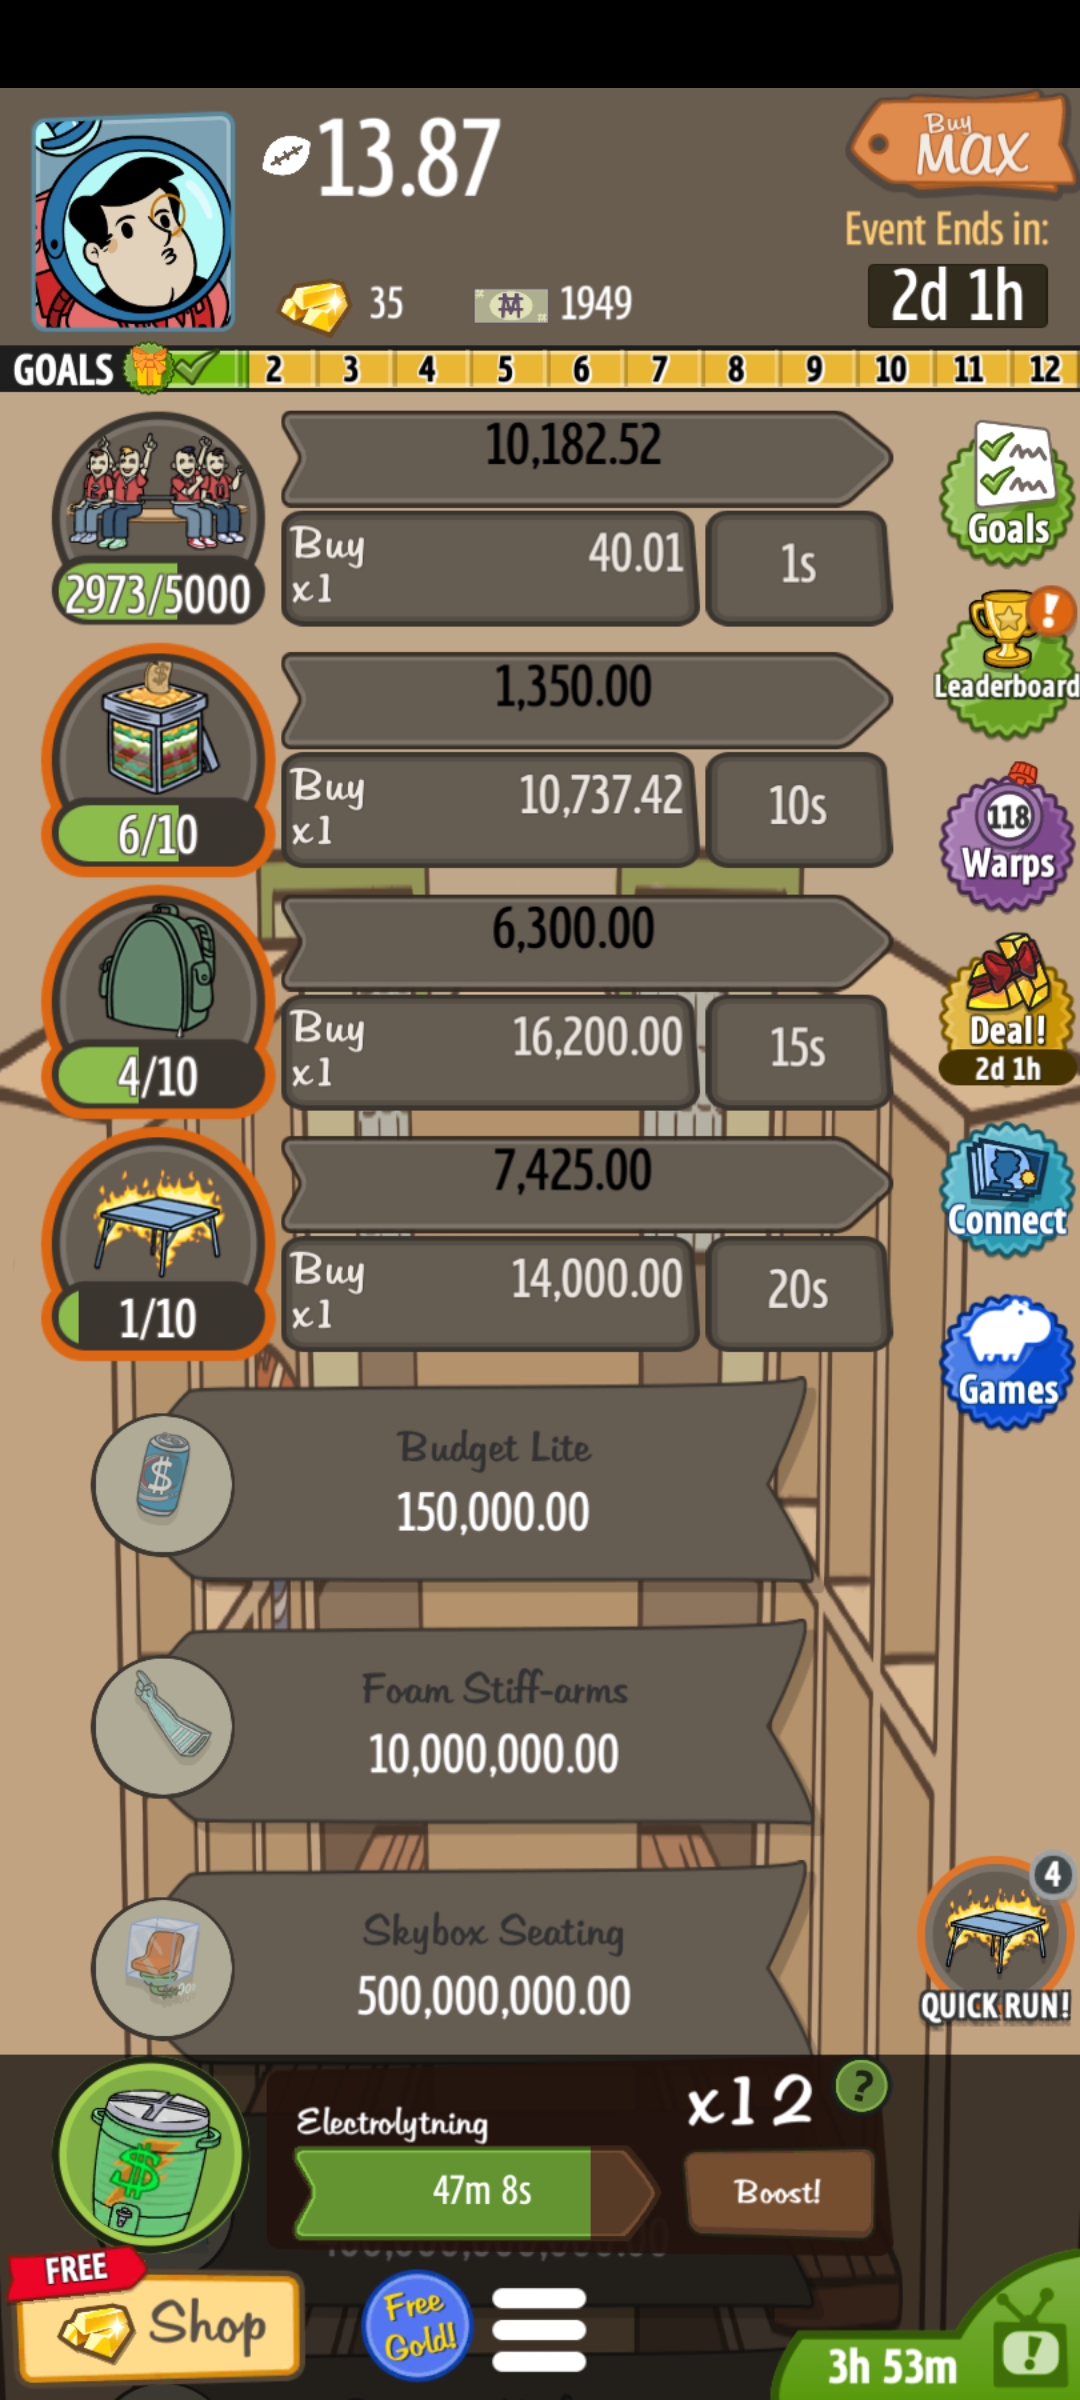 13.87
Buy
MAX
Event Ends in:
35
1949
2d 1h
GOALS 2 3 4 5 6 7 8 9 10 11 12
10,182.52
Buy
x1
40.01
1s
2973/5000
Goals
Leaderboard
1,350.00
Buy
x1
10,737.42
10s
6/10
118
Warps
6,300.00
Buy
x1
16,200.00
15s
4/10
Deal!
2d 1h
7,425.00
Buy
x1
14,000.00
20s
1/10
Connect
Games
Budget Lite
150,000.00
Foam Stiff-arms
10,000,000.00
Skybox Seating
500,000,000.00
4
QUICK RUN!
Electrolytning
x12
?
47m 8s
Boost!
FREE
Shop
Free
Gold!
3h 53m